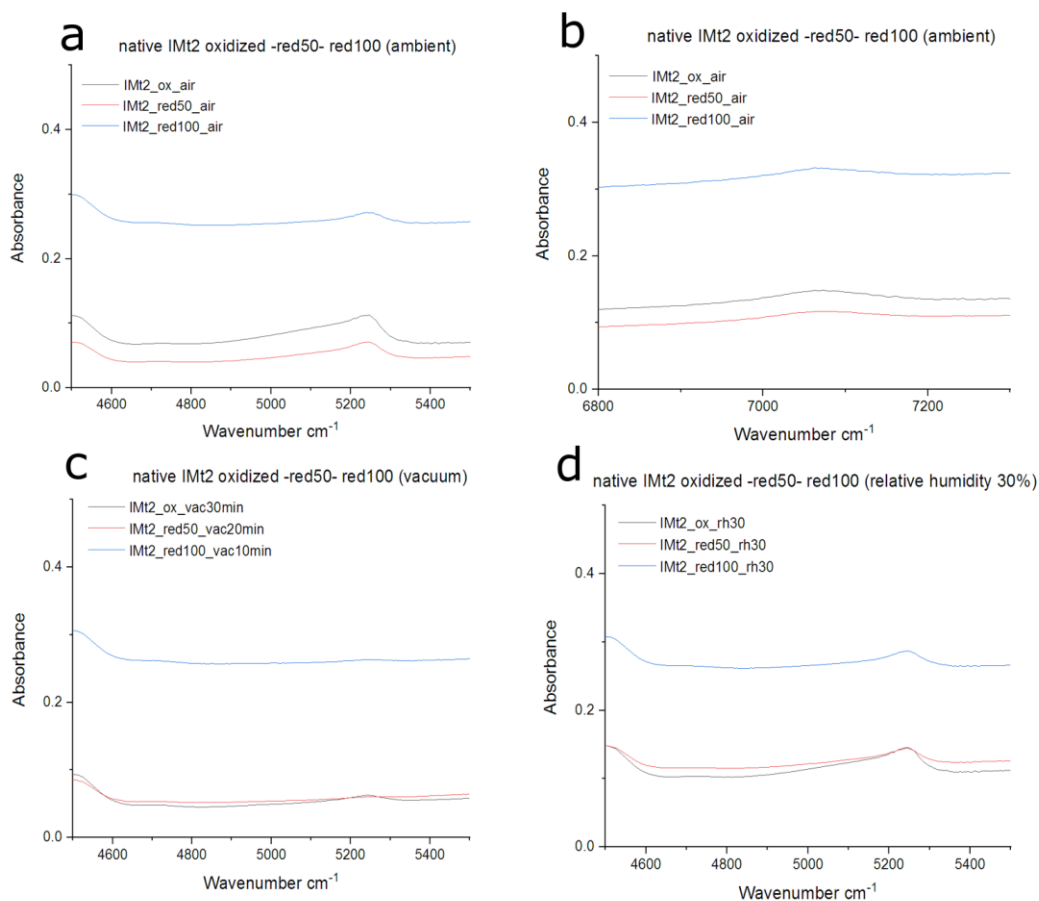 a
native IMt2 oxidized -red50- red100 (ambient)
IMt2_ox_air
IMt2_red50_air
IMt2_red100_air
Absorbance
0.4
0.2
0.0
4600 4800 5000 5200 5400
Wavenumber cm⁻¹
b
native IMt2 oxidized -red50- red100 (ambient)
IMt2_ox_air
IMt2_red50_air
IMt2_red100_air
Absorbance
0.4
0.2
0.0
6800 7000 7200
Wavenumber cm⁻¹
c
native IMt2 oxidized -red50- red100 (vacuum)
IMt2_ox_vac30min
IMt2_red50_vac20min
IMt2_red100_vac10min
Absorbance
0.4
0.2
0.0
4600 4800 5000 5200 5400
Wavenumber cm⁻¹
d
native IMt2 oxidized -red50- red100 (relative humidity 30%)
IMt2_ox_rh30
IMt2_red50_rh30
IMt2_red100_rh30
Absorbance
0.4
0.2
0.0
4600 4800 5000 5200 5400
Wavenumber cm⁻¹